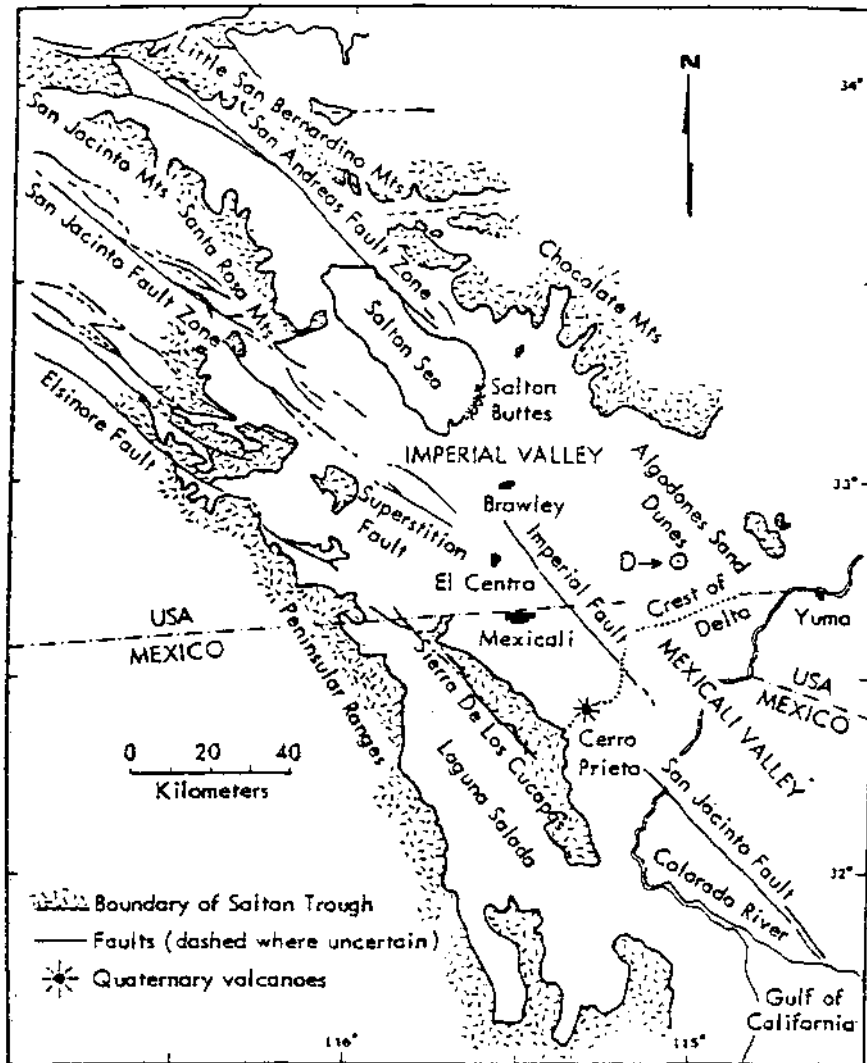 N
34°
Little San Bernardino Mts
San Andreas Fault Zone
San Jacinto Mts
Santa Rosa Mts
San Jacinto Fault Zone
Chocolate Mts
Salton Sea
Salton
Buttes
Elsinore Fault
IMPERIAL VALLEY
33°
Brawley
Superstition
Fault
Algodones Sand
Dunes
Imperial Fault
D
El Centro
Crest of
Delta
Yuma
USA
MEXICO
Mexicali
Peninsular Ranges
Sierra De Los Cucapas
MEXICALI VALLEY
USA
MEXICO
0 20 40
Kilometers
Cerro
Prieto
Laguna Salada
San Jacinto Fault
Colorado River
32°
Boundary of Salton Trough
Faults (dashed where uncertain)
Quaternary volcanoes
Gulf of
California
116°
115°